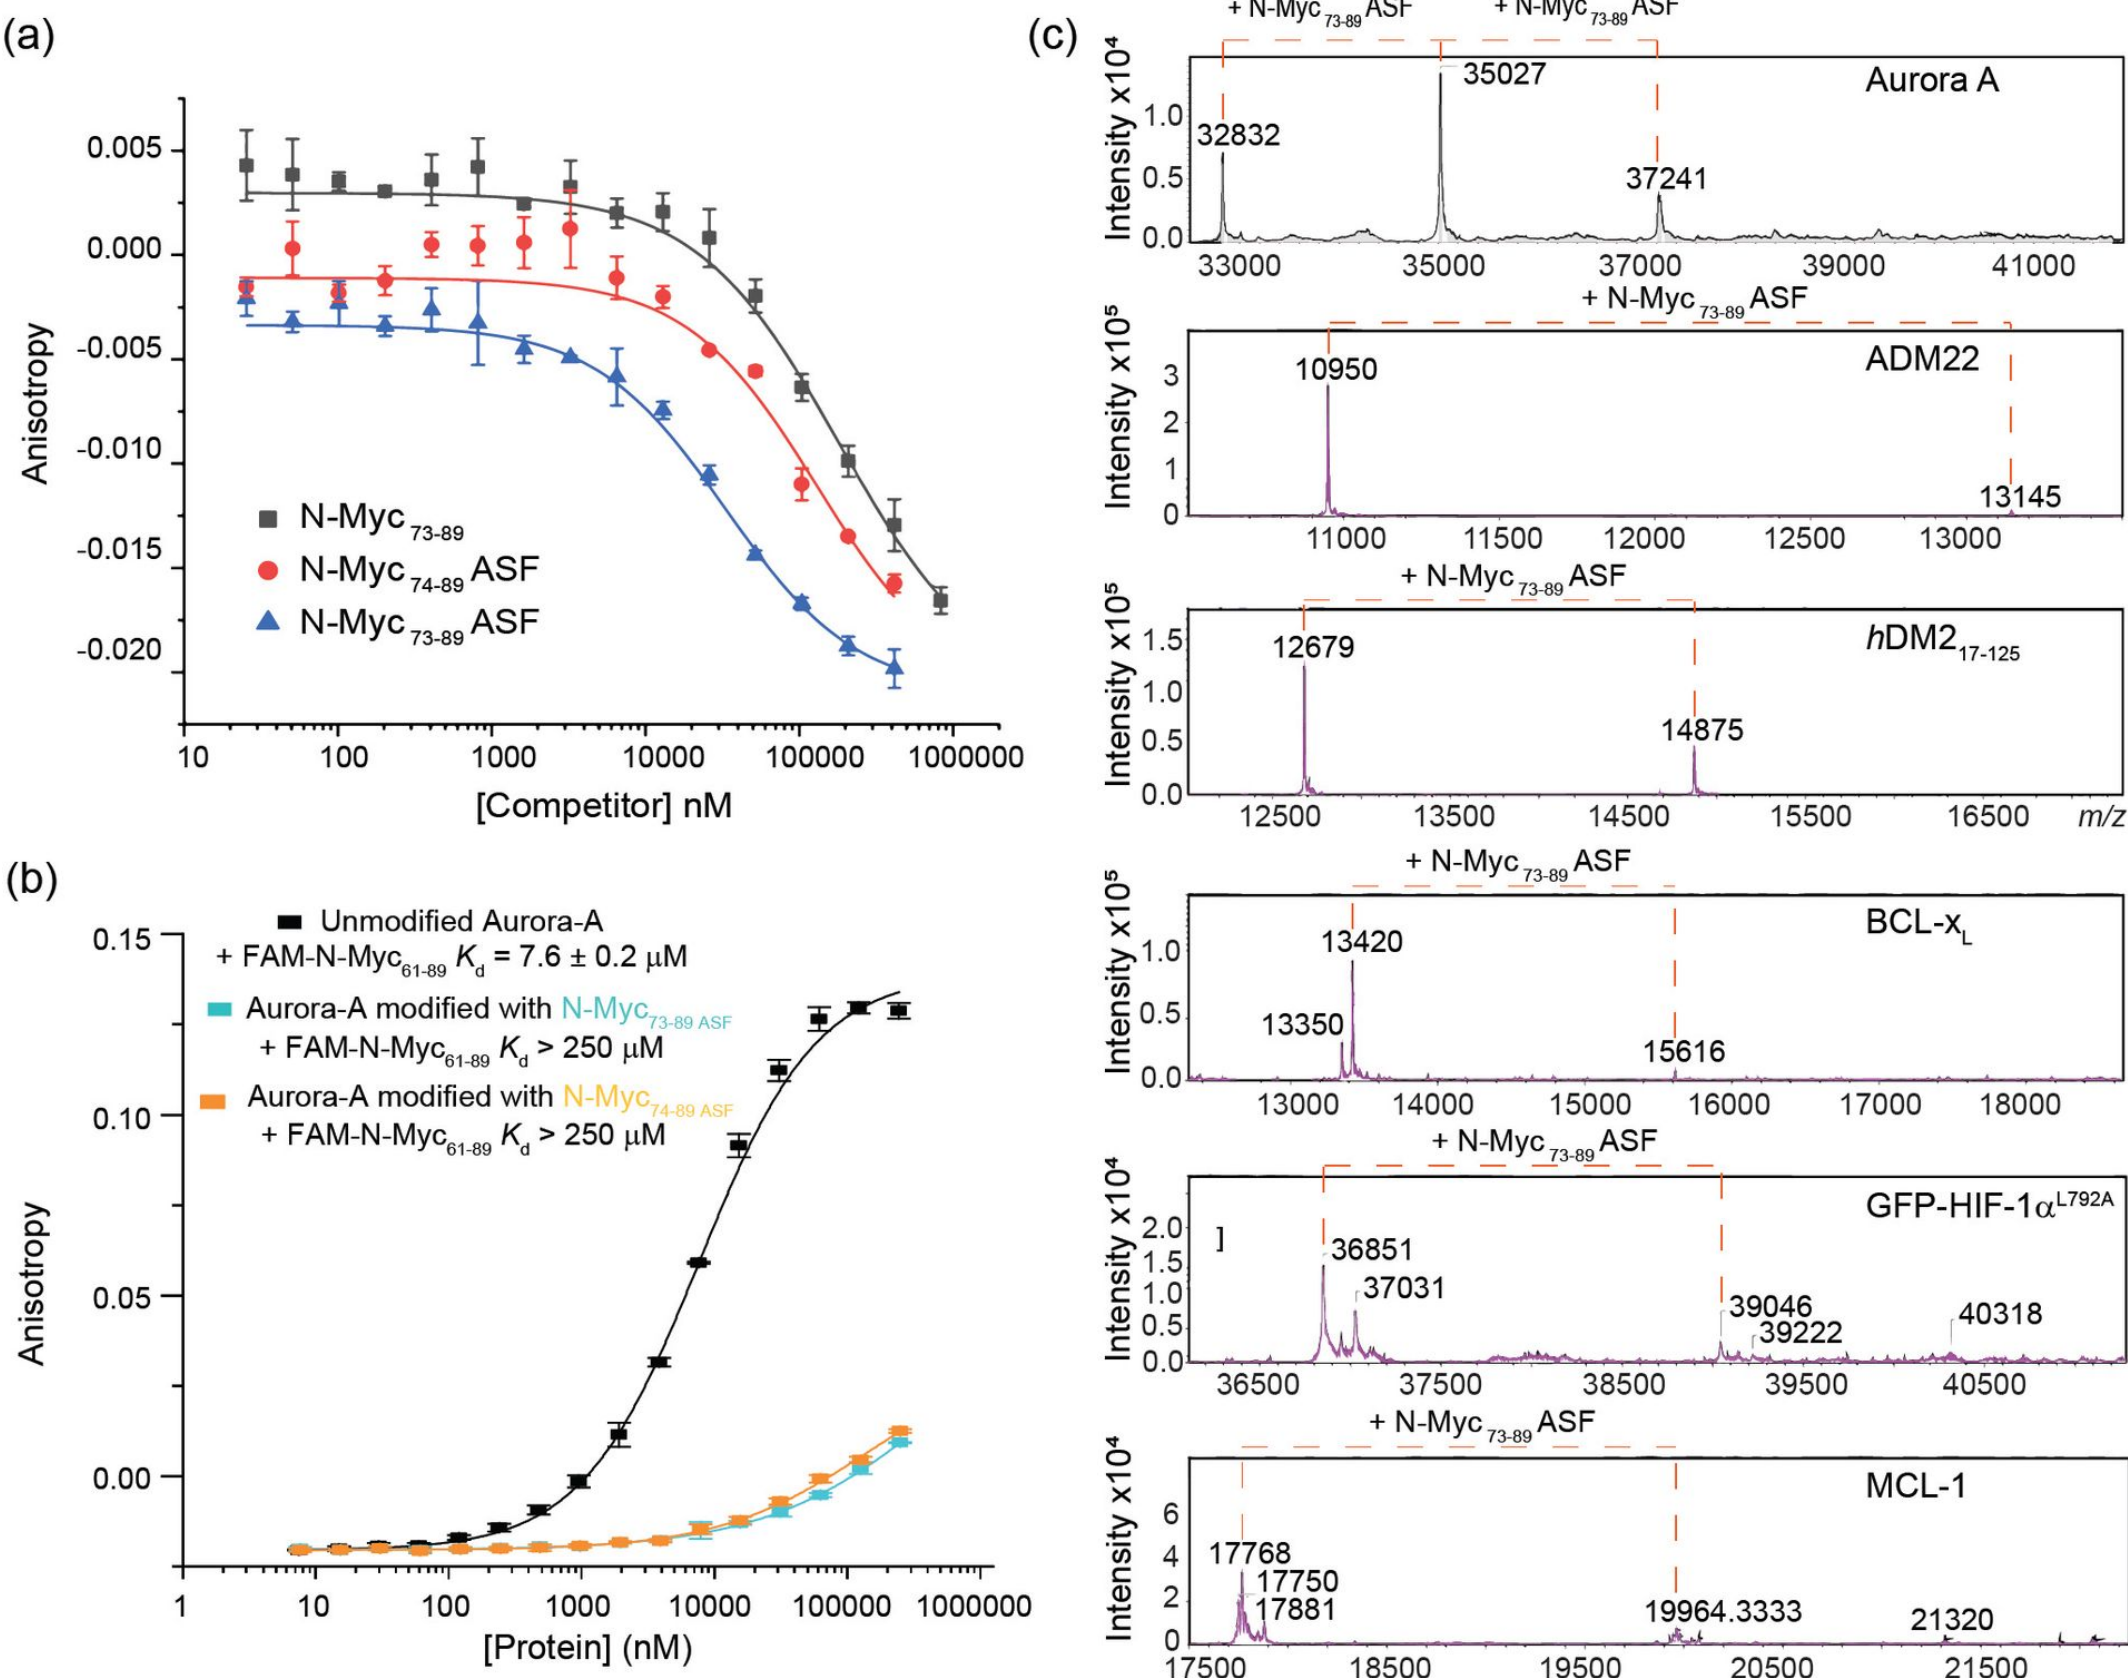 (a)
0.005
0.000
-0.005
-0.010
-0.015
-0.020
Anisotropy
N-Myc73-89
N-Myc74-89 ASF
N-Myc73-89 ASF
10 100 1000 10000 100000 1000000
[Competitor] nM
(b)
Unmodified Aurora-A
+ FAM-N-Myc61-89 Kd = 7.6 ± 0.2 μM
Aurora-A modified with N-Myc73-89 ASF
+ FAM-N-Myc61-89 Kd > 250 μM
Aurora-A modified with N-Myc74-89 ASF
+ FAM-N-Myc61-89 Kd > 250 μM
0.15
0.10
0.05
0.00
Anisotropy
1 10 100 1000 10000 100000 1000000
[Protein] (nM)
(c)
+ N-Myc73-89 ASF + N-Myc73-89 ASF
Intensity x10⁴
1.0
0.5
0.0
32832
35027
37241
Aurora A
33000 35000 37000 39000 41000
+ N-Myc73-89 ASF
Intensity x10⁵
3
2
1
0
10950
13145
ADM22
11000 11500 12000 12500 13000
+ N-Myc73-89 ASF
Intensity x10⁵
1.5
1.0
0.5
0.0
12679
14875
hDM217-125
12500 13500 14500 15500 16500 m/z
+ N-Myc73-89 ASF
Intensity x10⁵
1.0
0.5
0.0
13420
13350
15616
BCL-xL
13000 14000 15000 16000 17000 18000
+ N-Myc73-89 ASF
Intensity x10⁴
2.0
1.5
1.0
0.5
0.0
]
36851
37031
39046
39222
40318
GFP-HIF-1αL792A
36500 37500 38500 39500 40500
+ N-Myc73-89 ASF
Intensity x10⁴
6
4
2
0
17768
17750
17881
19964.3333
21320
MCL-1
17500 18500 19500 20500 21500